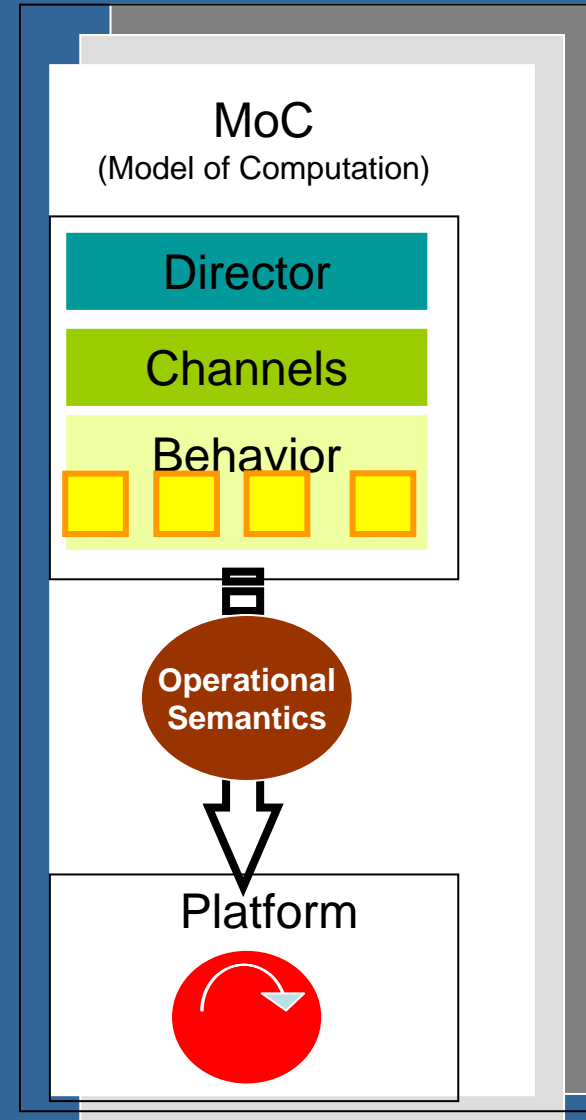 MoC
(Model of Computation)
Director
Channels
Behavior
Operational
Semantics
Platform